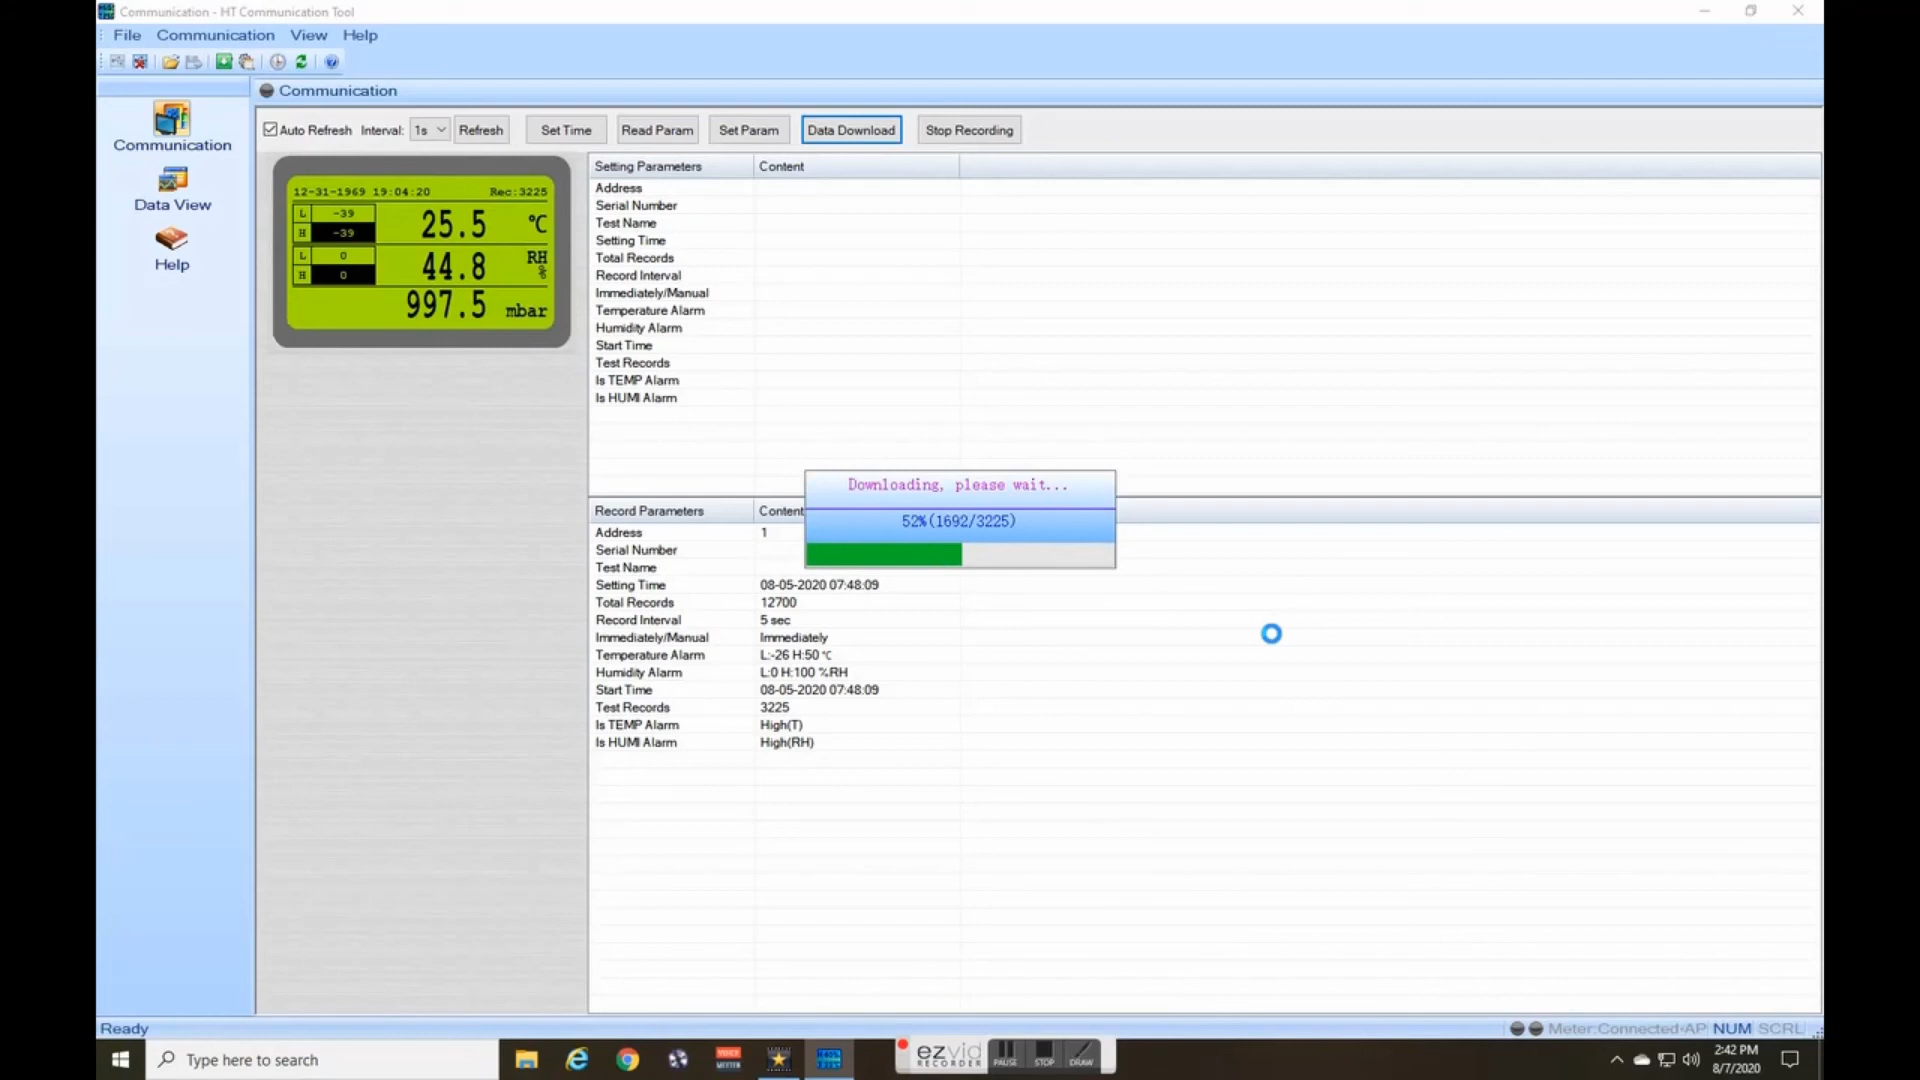 Communication - HT Communication Tool
File Communication View Help
Communication
Auto Refresh Interval: 1s Refresh Set Time Read Param Set Param Data Download Stop Recording
Communication
Data View
Help
12-31-1969 19:04:20 Rec:3225
L -39
H -39
25.5 °C
L 0
H 0
44.8 RH%
997.5 mbar
Setting Parameters Content
Address
Serial Number
Test Name
Setting Time
Total Records
Record Interval
Immediately/Manual
Temperature Alarm
Humidity Alarm
Start Time
Test Records
Is TEMP Alarm
Is HUMI Alarm
Downloading, please wait...
52%(1692/3225)
Record Parameters Content
Address 1
Serial Number
Test Name
Setting Time 08-05-2020 07:48:09
Total Records 12700
Record Interval 5 sec
Immediately/Manual Immediately
Temperature Alarm L:-26 H:50 °C
Humidity Alarm L:0 H:100 %RH
Start Time 08-05-2020 07:48:09
Test Records 3225
Is TEMP Alarm High(T)
Is HUMI Alarm High(RH)
Ready Meter:Connected-AP NUM SCRL
Type here to search
VOICE MEETER
ezvid RECORDER PAUSE STOP DRAW
2:42 PM
8/7/2020